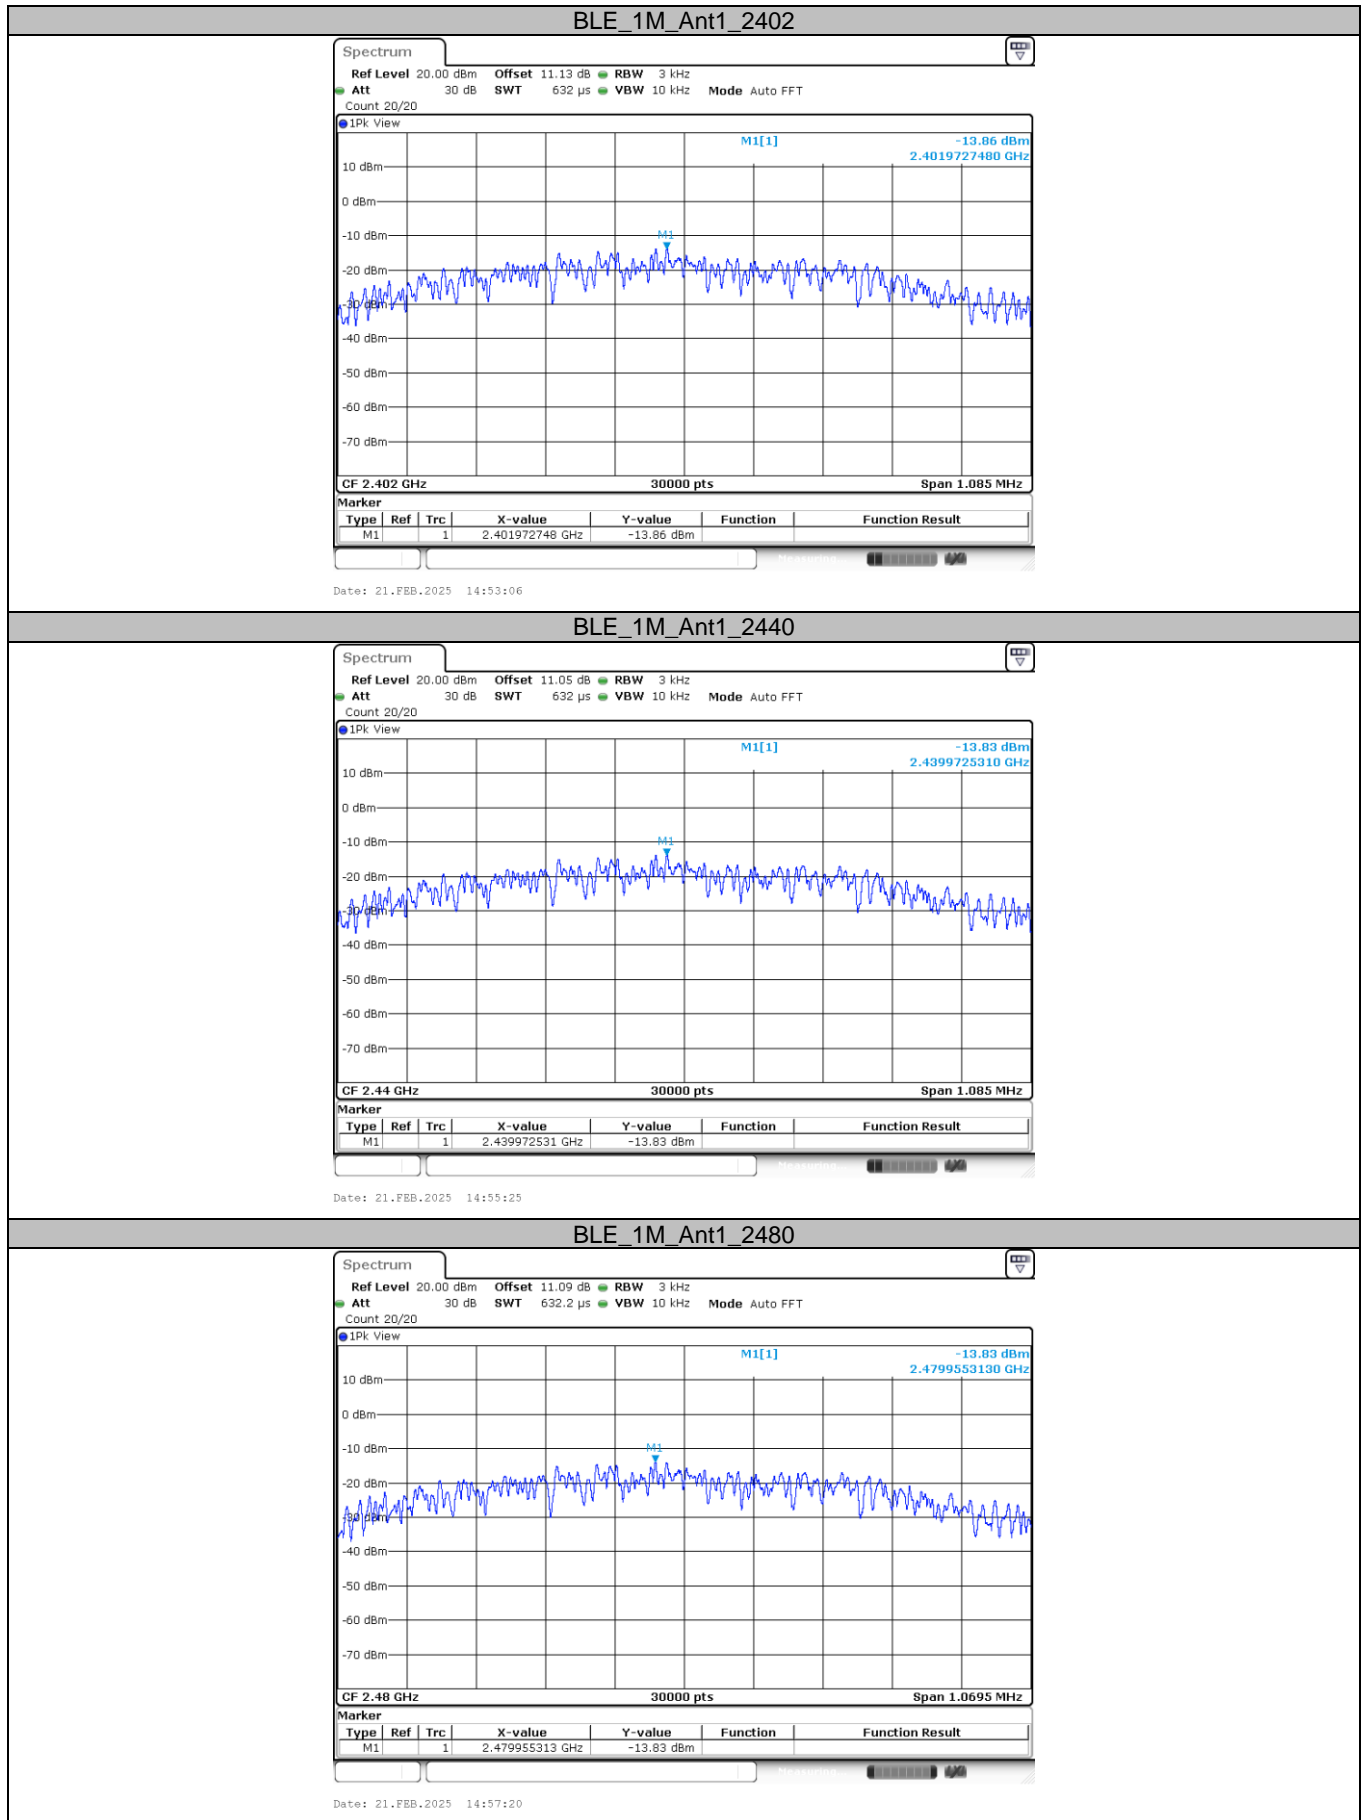 BLE_1M_Ant1_2402
Spectrum
Ref Level 20.00 dBm Offset 11.13 dB RBW 3 kHz
Att 30 dB SWT 632 µs VBW 10 kHz Mode Auto FFT
Count 20/20
1Pk View
M1[1] -13.86 dBm
2.4019727480 GHz
10 dBm
0 dBm
M1
-10 dBm
-20 dBm
-30 dBm
-40 dBm
-50 dBm
-60 dBm
-70 dBm
CF 2.402 GHz 30000 pts Span 1.085 MHz
Marker
Type Ref Trc X-value Y-value Function Function Result
M1 1 2.401972748 GHz -13.86 dBm
Measuring
Date: 21.FEB.2025 14:53:06
BLE_1M_Ant1_2440
Spectrum
Ref Level 20.00 dBm Offset 11.05 dB RBW 3 kHz
Att 30 dB SWT 632 µs VBW 10 kHz Mode Auto FFT
Count 20/20
1Pk View
M1[1] -13.83 dBm
2.4399725310 GHz
10 dBm
0 dBm
M1
-10 dBm
-20 dBm
-30 dBm
-40 dBm
-50 dBm
-60 dBm
-70 dBm
CF 2.44 GHz 30000 pts Span 1.085 MHz
Marker
Type Ref Trc X-value Y-value Function Function Result
M1 1 2.439972531 GHz -13.83 dBm
Measuring
Date: 21.FEB.2025 14:55:25
BLE_1M_Ant1_2480
Spectrum
Ref Level 20.00 dBm Offset 11.09 dB RBW 3 kHz
Att 30 dB SWT 632.2 µs VBW 10 kHz Mode Auto FFT
Count 20/20
1Pk View
M1[1] -13.83 dBm
2.4799553130 GHz
10 dBm
0 dBm
M1
-10 dBm
-20 dBm
-30 dBm
-40 dBm
-50 dBm
-60 dBm
-70 dBm
CF 2.48 GHz 30000 pts Span 1.0695 MHz
Marker
Type Ref Trc X-value Y-value Function Function Result
M1 1 2.479955313 GHz -13.83 dBm
Measuring
Date: 21.FEB.2025 14:57:20